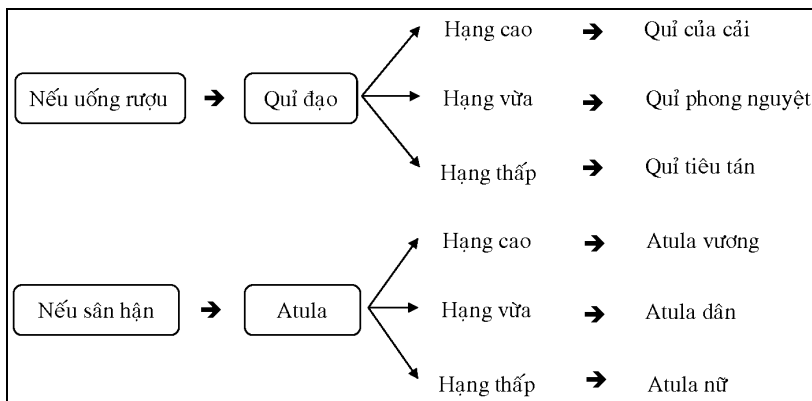 Hạng cao ➔ Quỉ của cải
Nếu uống rượu ➔ Quỉ đạo Hạng vừa ➔ Quỉ phong nguyệt
Hạng thấp ➔ Quỉ tiêu tán
Hạng cao ➔ Atula vương
Nếu sân hận ➔ Atula Hạng vừa ➔ Atula dân
Hạng thấp ➔ Atula nữ